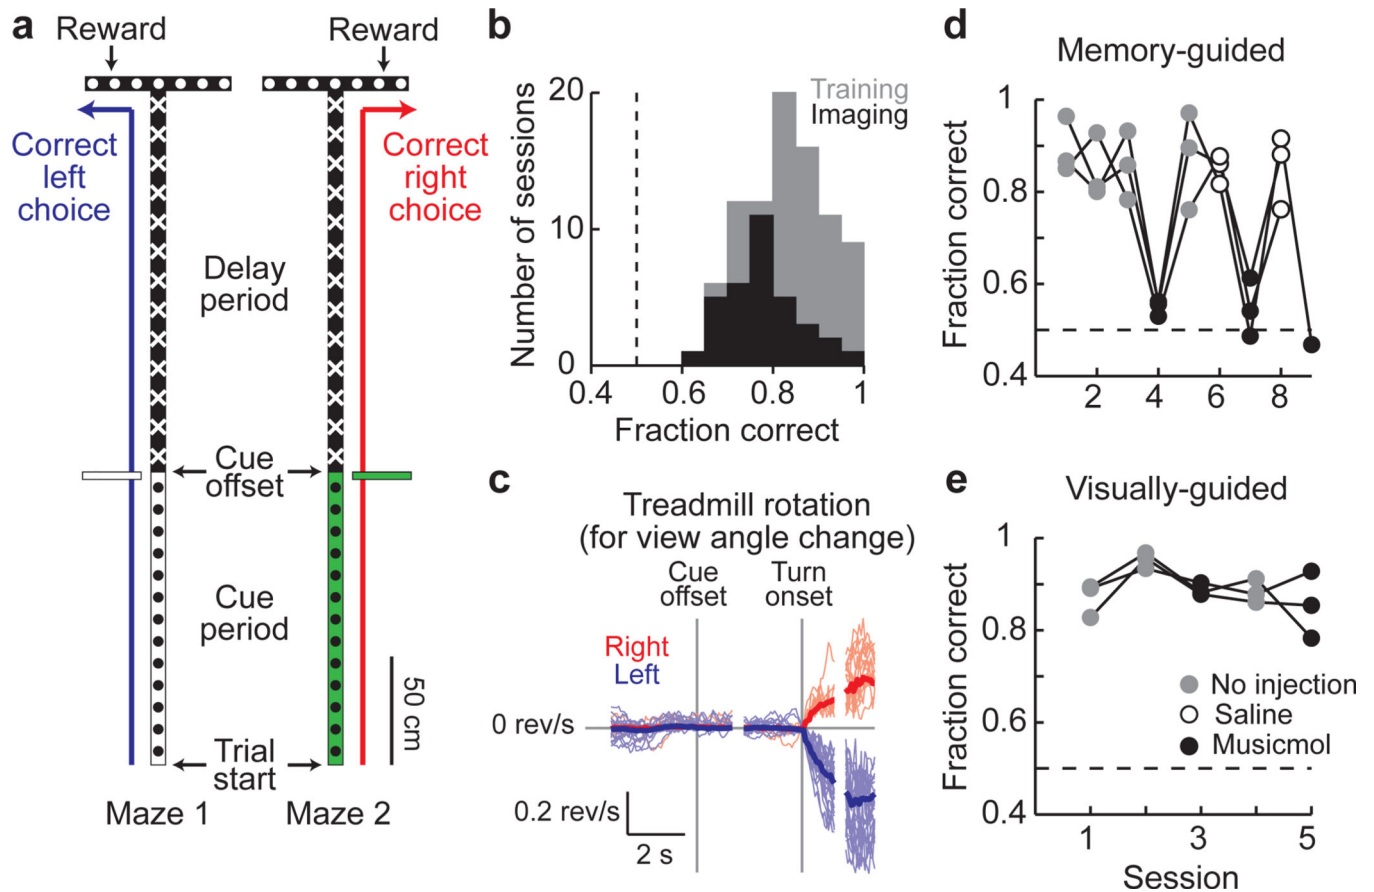 a
Reward
Reward
Correct
left
choice
Correct
right
choice
Delay
period
Cue
offset
Cue
period
50 cm
Trial
start
Maze 1
Maze 2
b
Number of sessions
20
10
0
Training
Imaging
0.4
0.6
0.8
1
Fraction correct
c
Treadmill rotation
(for view angle change)
Cue
offset
Turn
onset
Right
Left
0 rev/s
0.2 rev/s
2 s
d
Memory-guided
Fraction correct
1
0.8
0.6
0.4
2
4
6
8
e
Visually-guided
Fraction correct
1
0.8
0.6
0.4
No injection
Saline
Musicmol
1
3
5
Session